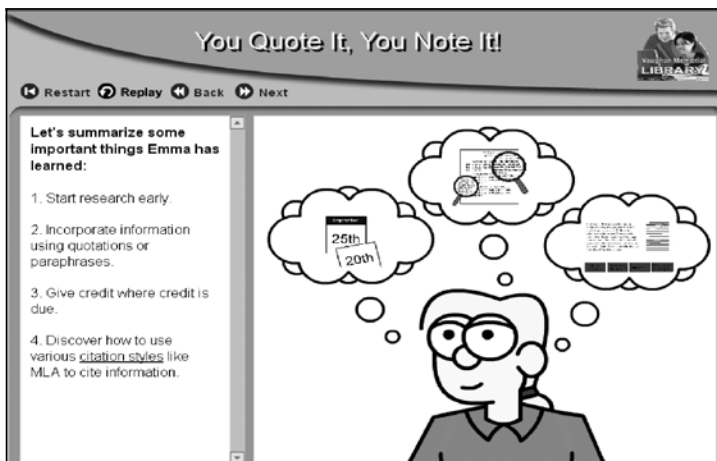 You Quote It, You Note It!
Vaughan Memorial
LIBRARY
Restart Replay Back Next
Let's summarize some
important things Emma has
learned:
1. Start research early.
2. Incorporate information
using quotations or
paraphrases.
3. Give credit where credit is
due.
4. Discover how to use
various citation styles like
MLA to cite information.
25th
20th